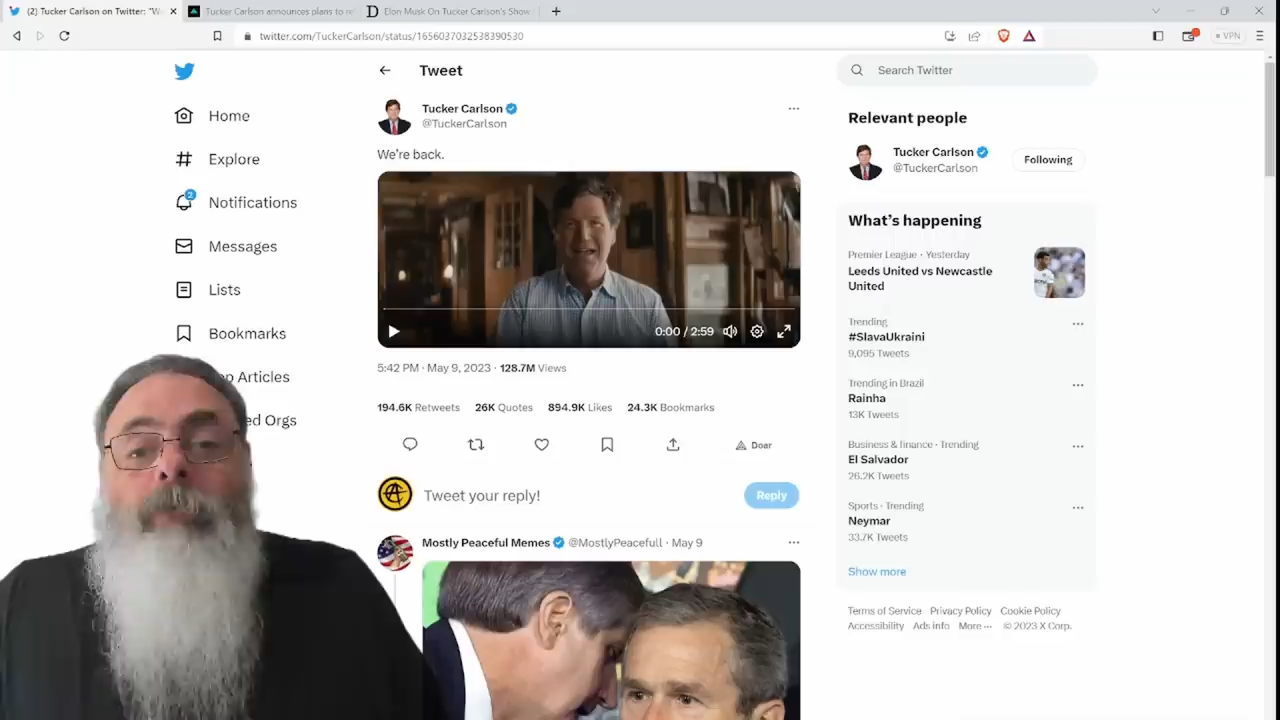 (2) Tucker Carlson on Twitter: "We
Tucker Carlson announces plans to re
Elon Musk On Tucker Carlson's Show
twitter.com/TuckerCarlson/status/1656037032538390530
VPN
Home
Explore
2
Notifications
Messages
Lists
Bookmarks
op Articles
ed Orgs
Tweet
Tucker Carlson
@TuckerCarlson
We're back.
0:00 / 2:59
5:42 PM · May 9, 2023 · 128.7M Views
194.6K Retweets 26K Quotes 894.9K Likes 24.3K Bookmarks
Doar
Tweet your reply!
Reply
Mostly Peaceful Memes @MostlyPeacefull · May 9
Search Twitter
Relevant people
Tucker Carlson
@TuckerCarlson
Following
What's happening
Premier League · Yesterday
Leeds United vs Newcastle
United
Trending
#SlavaUkraini
9,095 Tweets
Trending in Brazil
Rainha
13K Tweets
Business & finance · Trending
El Salvador
26.2K Tweets
Sports · Trending
Neymar
33.7K Tweets
Show more
Terms of Service Privacy Policy Cookie Policy
Accessibility Ads info More ··· © 2023 X Corp.